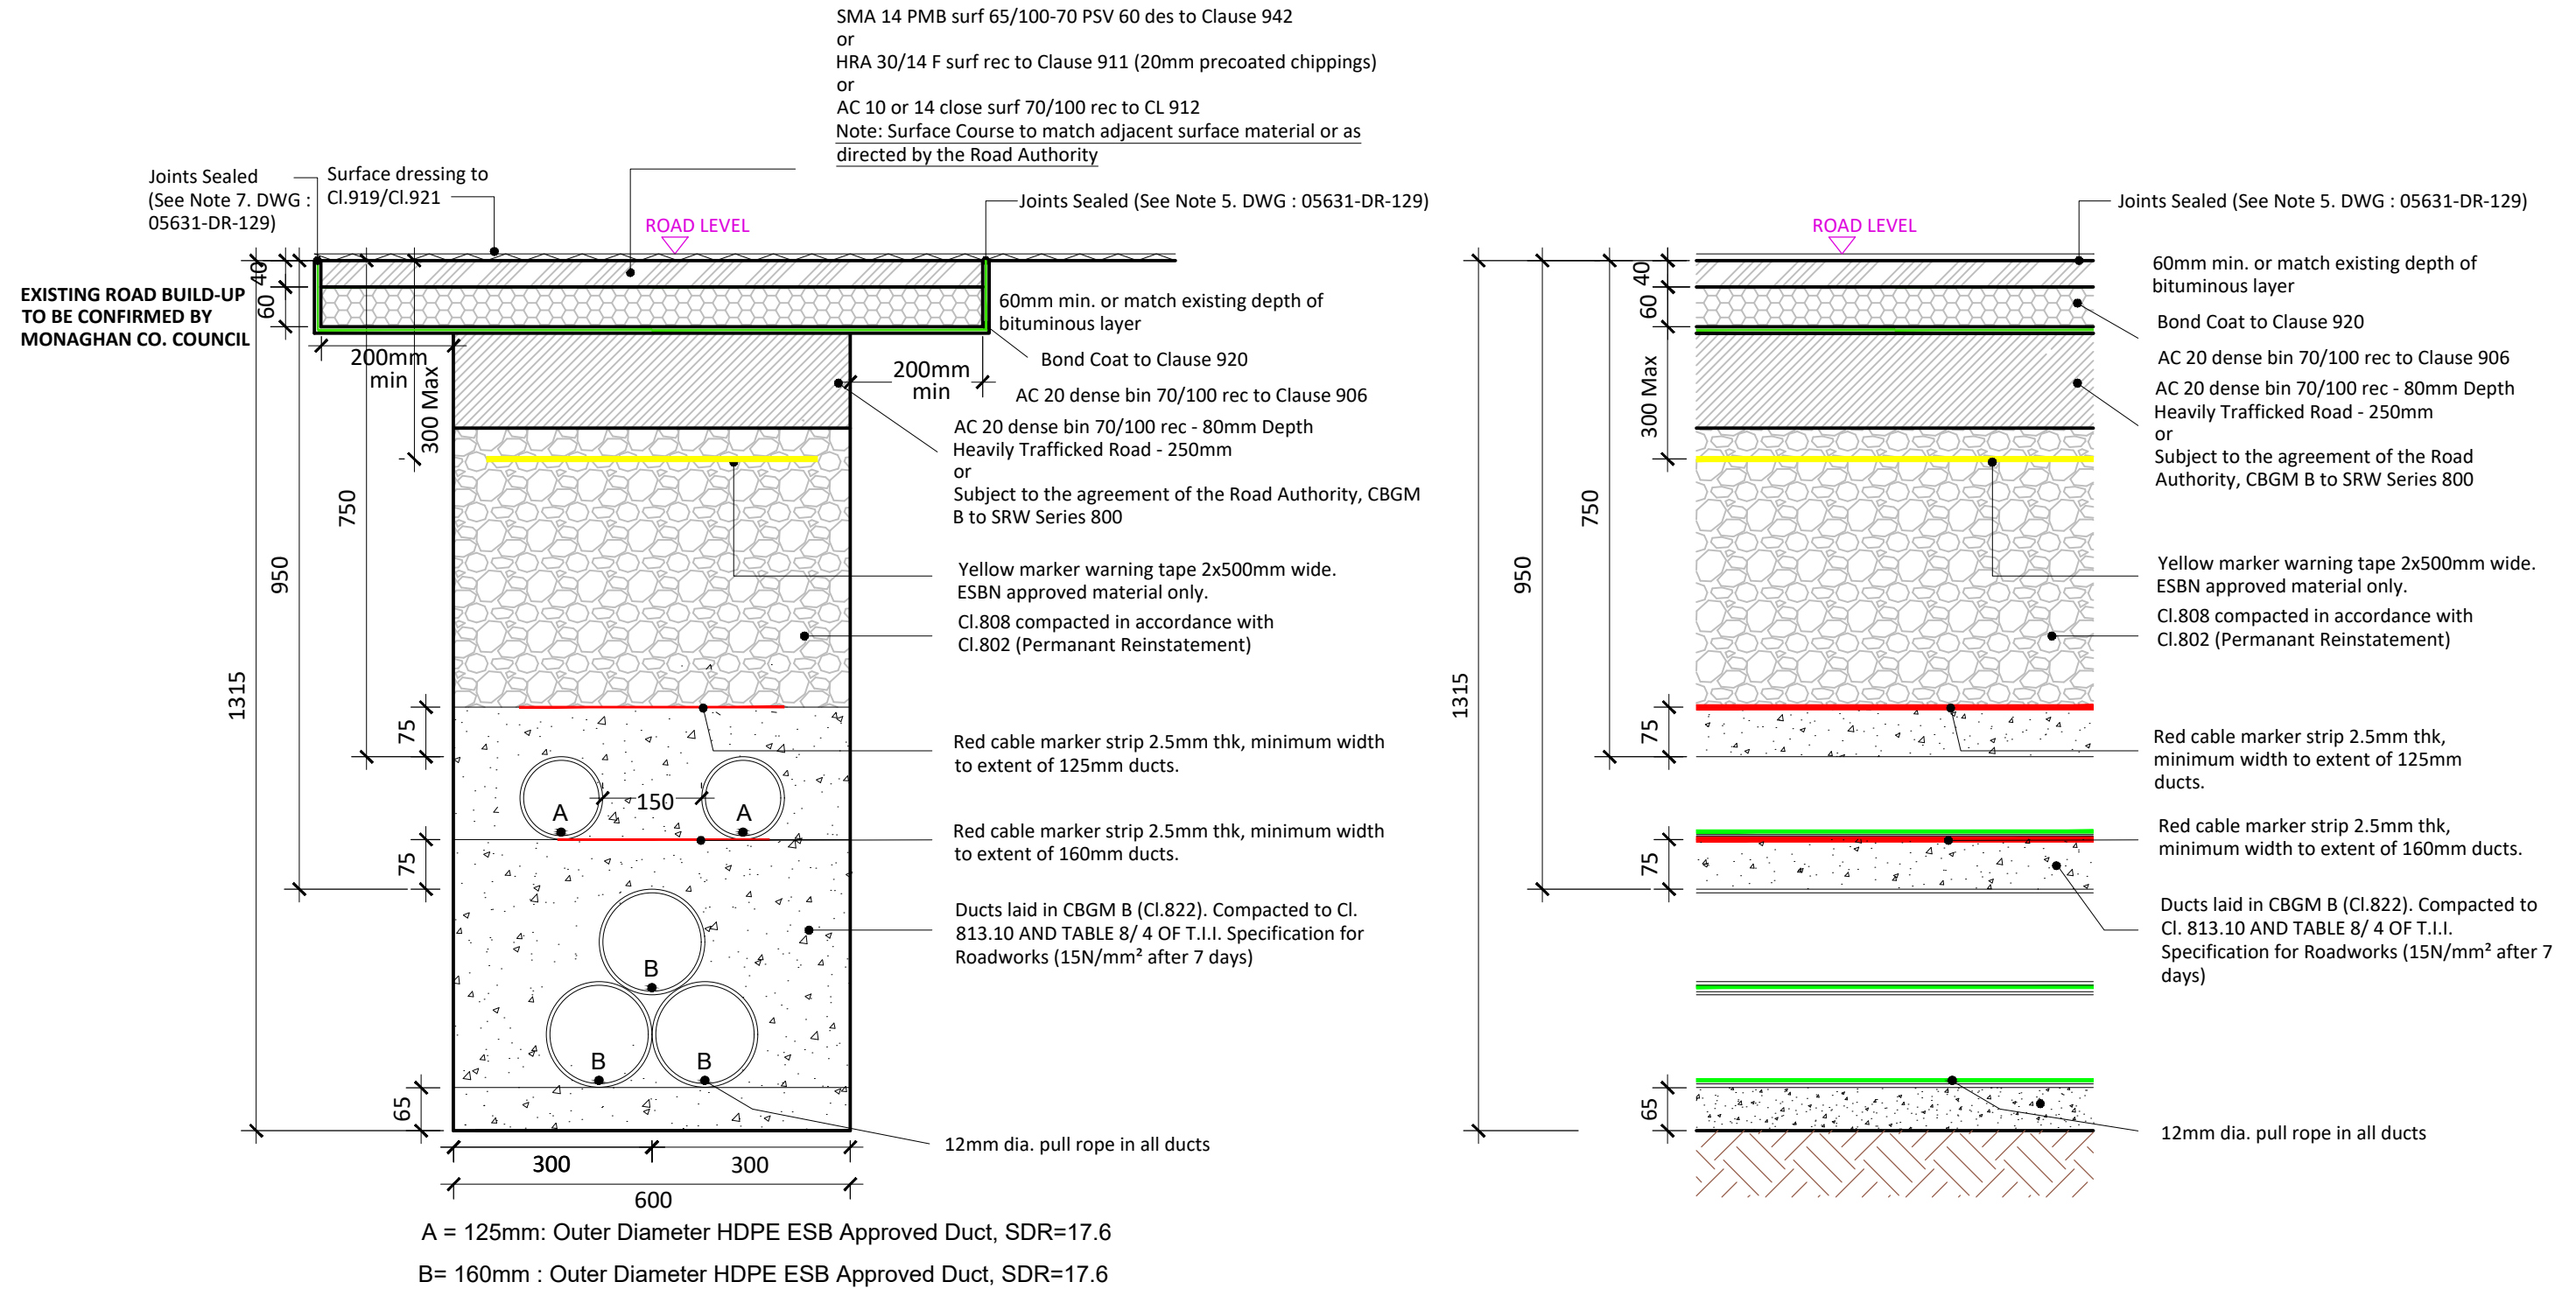 SMA 14 PMB surf 65/100-70 PSV 60 des to Clause 942
or
HRA 30/14 F surf rec to Clause 911 (20mm precoated chippings)
or
AC 10 or 14 close surf 70/100 rec to CL 912
Note: Surface Course to match adjacent surface material or as
directed by the Road Authority
Joints Sealed
(See Note 7. DWG :
05631-DR-129)
Surface dressing to
Cl.919/Cl.921
ROAD LEVEL
Joints Sealed (See Note 5. DWG : 05631-DR-129)
EXISTING ROAD BUILD-UP
TO BE CONFIRMED BY
MONAGHAN CO. COUNCIL
40
60
200mm
min
300 Max
750
950
1315
75
75
65
200mm
min
60mm min. or match existing depth of
bituminous layer
Bond Coat to Clause 920
AC 20 dense bin 70/100 rec to Clause 906
AC 20 dense bin 70/100 rec - 80mm Depth
Heavily Trafficked Road - 250mm
or
Subject to the agreement of the Road Authority, CBGM
B to SRW Series 800
Yellow marker warning tape 2x500mm wide.
ESBN approved material only.
Cl.808 compacted in accordance with
Cl.802 (Permanant Reinstatement)
Red cable marker strip 2.5mm thk, minimum width
to extent of 125mm ducts.
150
A
A
Red cable marker strip 2.5mm thk, minimum width
to extent of 160mm ducts.
Ducts laid in CBGM B (Cl.822). Compacted to Cl.
813.10 AND TABLE 8/ 4 OF T.I.I. Specification for
Roadworks (15N/mm² after 7 days)
B
B
B
12mm dia. pull rope in all ducts
300
300
600
A = 125mm: Outer Diameter HDPE ESB Approved Duct, SDR=17.6
B= 160mm : Outer Diameter HDPE ESB Approved Duct, SDR=17.6
ROAD LEVEL
Joints Sealed (See Note 5. DWG : 05631-DR-129)
40
60
300 Max
750
950
1315
75
75
65
60mm min. or match existing depth of
bituminous layer
Bond Coat to Clause 920
AC 20 dense bin 70/100 rec to Clause 906
AC 20 dense bin 70/100 rec - 80mm Depth
Heavily Trafficked Road - 250mm
or
Subject to the agreement of the Road
Authority, CBGM B to SRW Series 800
Yellow marker warning tape 2x500mm wide.
ESBN approved material only.
Cl.808 compacted in accordance with
Cl.802 (Permanant Reinstatement)
Red cable marker strip 2.5mm thk,
minimum width to extent of 125mm
ducts.
Red cable marker strip 2.5mm thk,
minimum width to extent of 160mm ducts.
Ducts laid in CBGM B (Cl.822). Compacted to
Cl. 813.10 AND TABLE 8/ 4 OF T.I.I.
Specification for Roadworks (15N/mm² after 7
days)
12mm dia. pull rope in all ducts